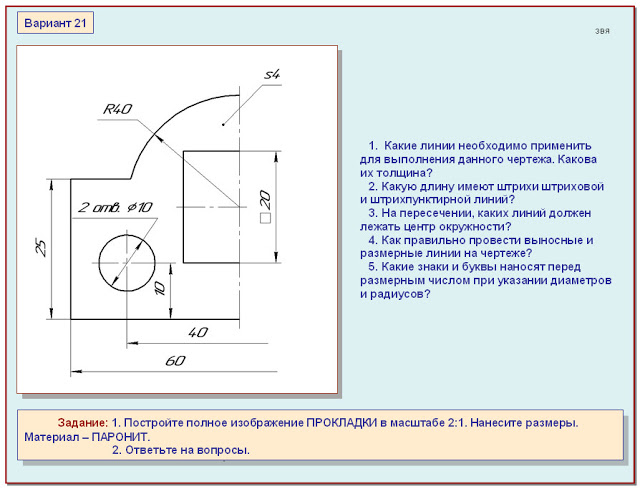 Вариант 21
звя
s4
R40
2 отв. ⌀10
□20
25
10
40
60
1. Какие линии необходимо применить
для выполнения данного чертежа. Какова
их толщина?
2. Какую длину имеют штрихи штриховой
и штрихпунктирной линий?
3. На пересечении, каких линий должен
лежать центр окружности?
4. Как правильно провести выносные и
размерные линии на чертеже?
5. Какие знаки и буквы наносят перед
размерным числом при указании диаметров
и радиусов?
Задание: 1. Постройте полное изображение ПРОКЛАДКИ в масштабе 2:1. Нанесите размеры.
Материал – ПАРОНИТ.
2. Ответьте на вопросы.